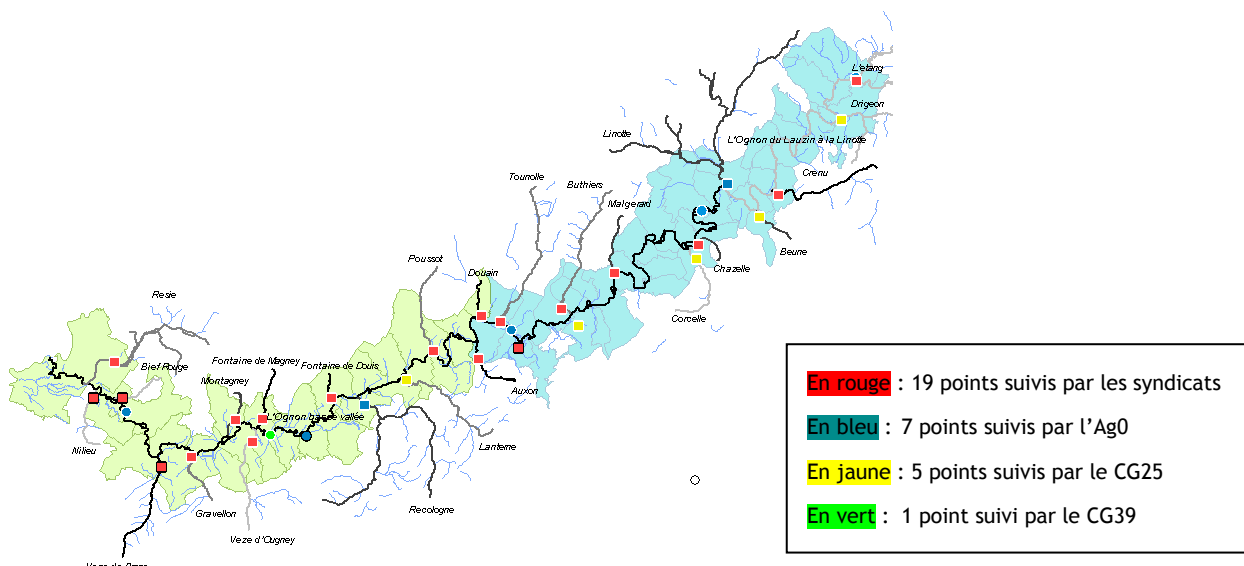 L'etang
Drigeon
Linotte
L'Ognon du Lauzin à la Linotte
Crenu
Tounolle
Buthiers
Malgerard
Beune
Chazelle
Poussot
Douain
Corcelle
Resie
Bief Rouge
Fontaine de Magney
Fontaine de Douis
Montagney
Auxon
L'Ognon basse vallée
Lanterne
Nilieu
Recologne
Gravellon
Veze d'Ougney
En rouge : 19 points suivis par les syndicats
En bleu : 7 points suivis par l'Ag0
En jaune : 5 points suivis par le CG25
En vert : 1 point suivi par le CG39